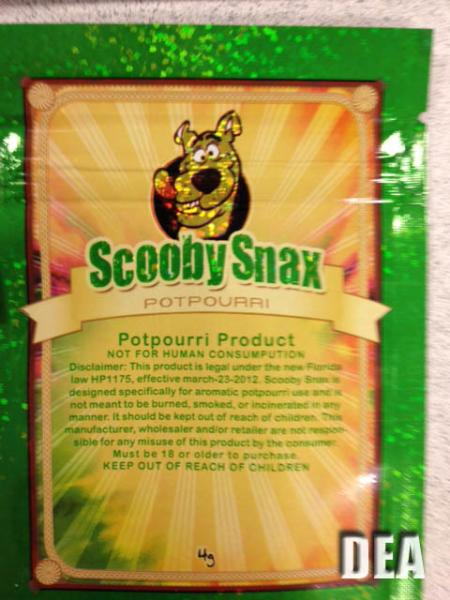 Scooby Snax
POTPOURRI
Potpourri Product
NOT FOR HUMAN CONSUMPUTION
Disclaimer: This product is legal under the new Florida
law HP1175, effective march-23-2012. Scooby Snax is
designed specifically for aromatic potpourri use and is
not meant to be burned, smoked, or incinerated in any
manner. It should be kept out of reach of children. This
manufacturer, wholesaler and/or retailer are not respon-
sible for any misuse of this product by the consumer.
Must be 18 or older to purchase.
KEEP OUT OF REACH OF CHILDREN
4g
DEA